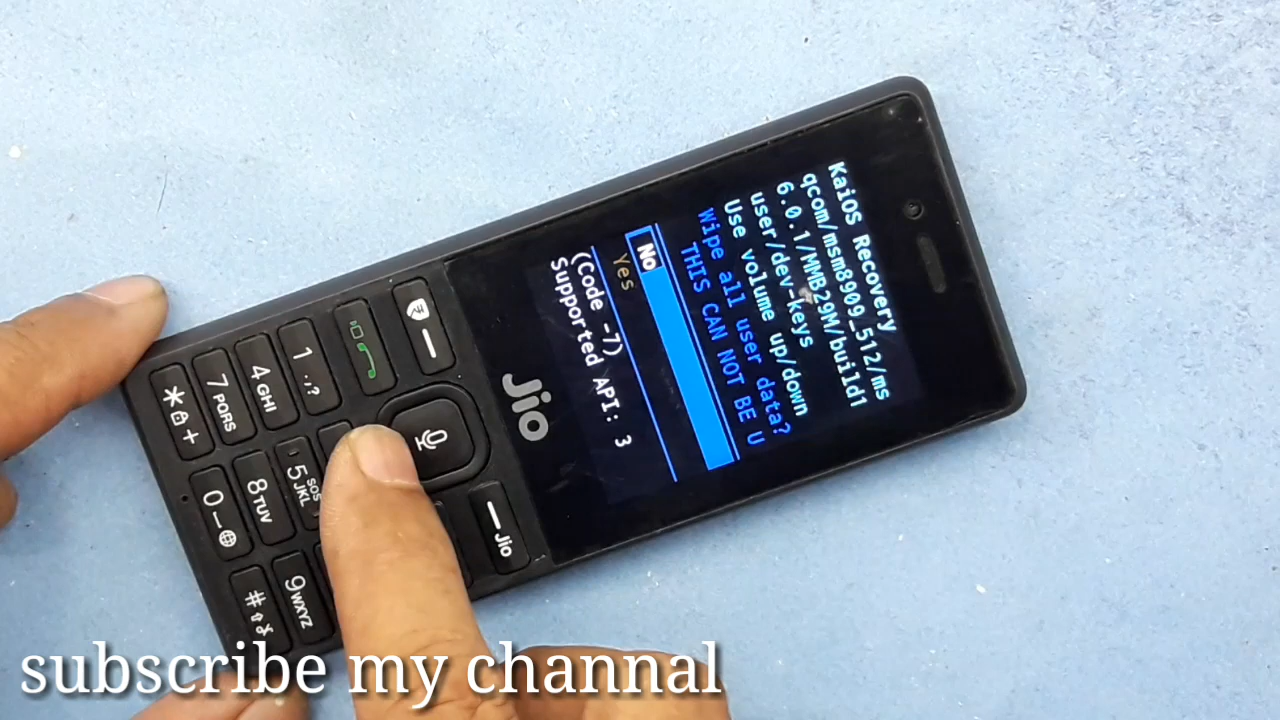 KaiOS Recovery
qcom/msm8909_512/ms
6.0.1/MMB29M/build1
user/dev-keys
Use volume up/down
Wipe all user data?
THIS CAN NOT BE U
No
Yes
(Code -7)
Supported API: 3
Jio
Jio
1 .,?
4 GHI
5 JKL
SOS
7 PQRS
8 TUV
9 WXYZ
*
+
0
#
subscribe my channal